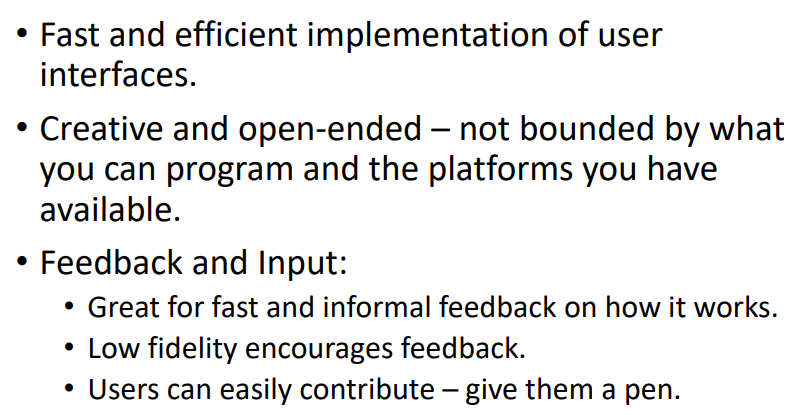 • Fast and efficient implementation of user
interfaces.
• Creative and open-ended – not bounded by what
you can program and the platforms you have
available.
• Feedback and Input:
• Great for fast and informal feedback on how it works.
• Low fidelity encourages feedback.
• Users can easily contribute – give them a pen.